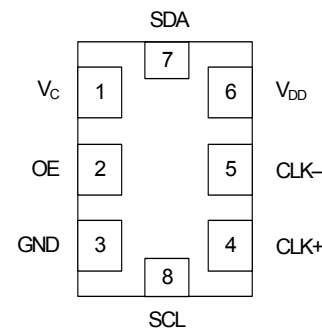 SDA
7
V_C 1 6 V_DD
OE 2 5 CLK–
GND 3 4 CLK+
8
SCL